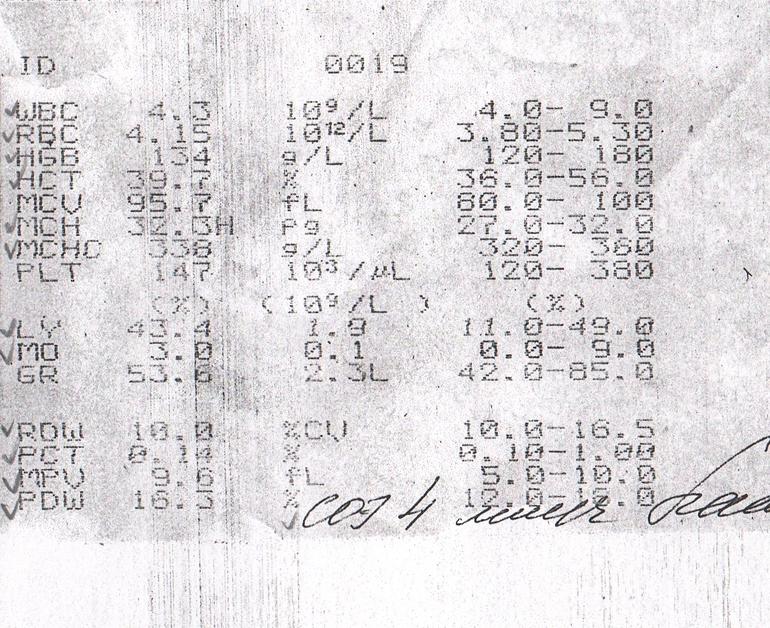 ID 0019
WBC 4.3 10⁹/L 4.0- 9.0
RBC 4.15 10¹²/L 3.80-5.30
HGB 134 g/L 120- 180
HCT 39.7 % 36.0-56.0
MCV 95.7 fL 80.0- 100
MCH 32.3H Pg 27.0-32.0
MCHC 338 g/L 320- 360
PLT 147 10³/µL 120- 380
(%) (10⁹/L ) (%)
LY 43.4 1.9 11.0-49.0
MO 3.0 0.1 0.0- 9.0
GR 53.6 2.3L 42.0-85.0
RDW 10.0 %CV 10.0-16.5
PCT 0.14 % 0.10-1.00
MPV 9.6 fL 5.0-10.0
PDW 16.3 %
СОЭ 4